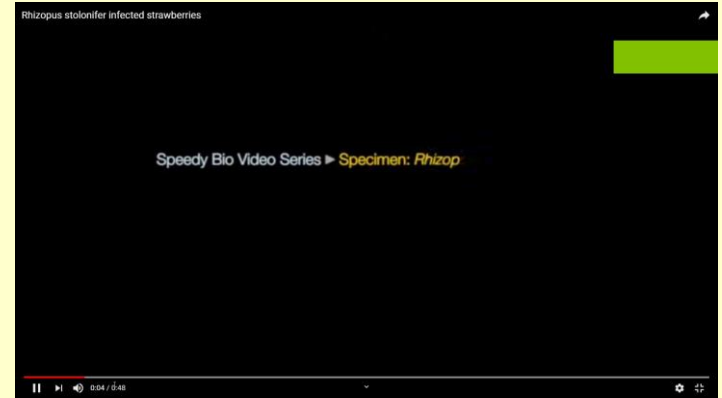 Rhizopus stolonifer infected strawberries
Speedy Bio Video Series ▶ Specimen: Rhizop
0:04 / 0:48